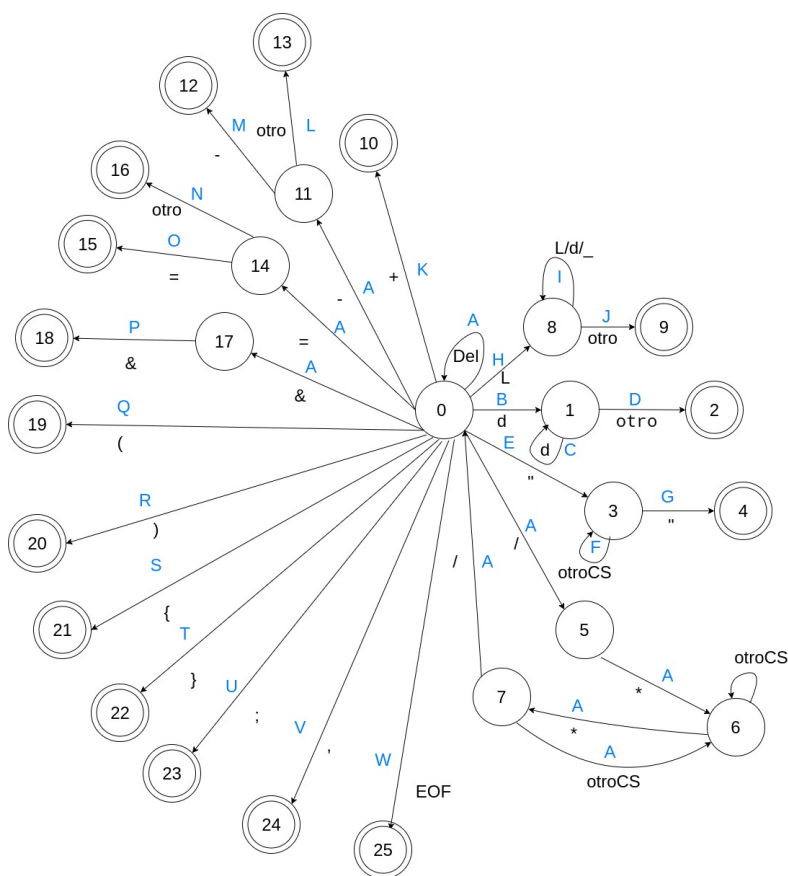 13
12
M
otro
L
10
-
16
N
11
otro
15
O
14
=
+
K
A
-
L/d/_
I
8
J
otro
9
18
P
17
&
=
A
A
&
A
Del
0
H
L
19
Q
(
B
d
1
D
otro
2
d
C
E
"
3
G
"
4
F
otroCS
R
)
20
S
/
A
/
A
21
{
T
5
22
}
U
*
A
otroCS
7
A
*
6
A
otroCS
23
;
V
,
W
EOF
24
25